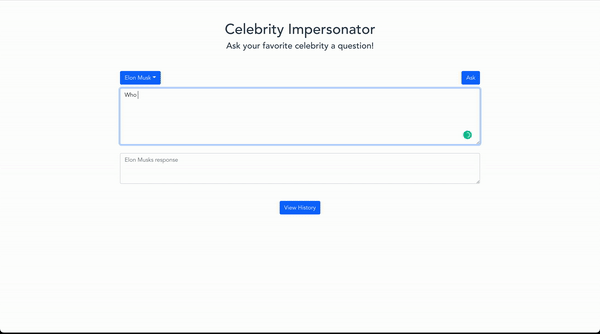 Celebrity Impersonator
Ask your favorite celebrity a question!
Elon Musk
Ask
Who
Elon Musks response
View History